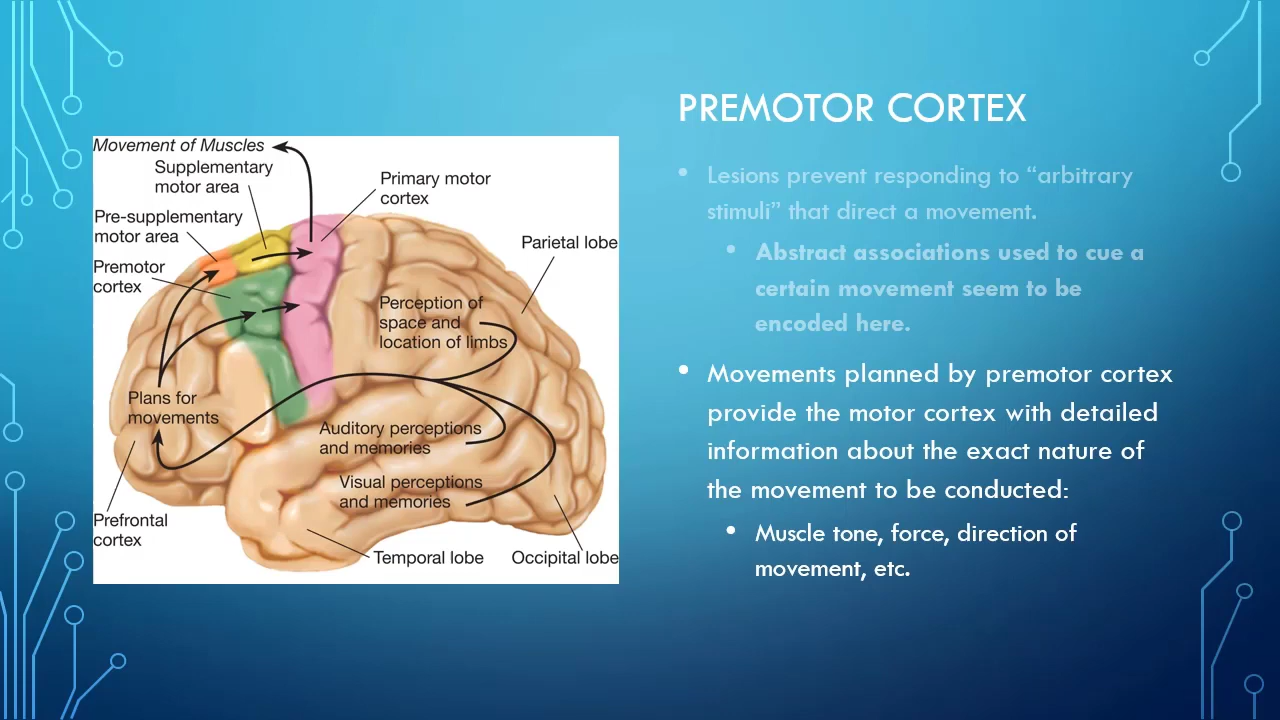 Movement of Muscles
Supplementary
motor area
Primary motor
cortex
Pre-supplementary
motor area
Parietal lobe
Premotor
cortex
Perception of
space and
location of limbs
Plans for
movements
Auditory perceptions
and memories
Visual perceptions
and memories
Prefrontal
cortex
Temporal lobe
Occipital lobe
PREMOTOR CORTEX
• Lesions prevent responding to “arbitrary
stimuli” that direct a movement.
• Abstract associations used to cue a
certain movement seem to be
encoded here.
• Movements planned by premotor cortex
provide the motor cortex with detailed
information about the exact nature of
the movement to be conducted:
• Muscle tone, force, direction of
movement, etc.